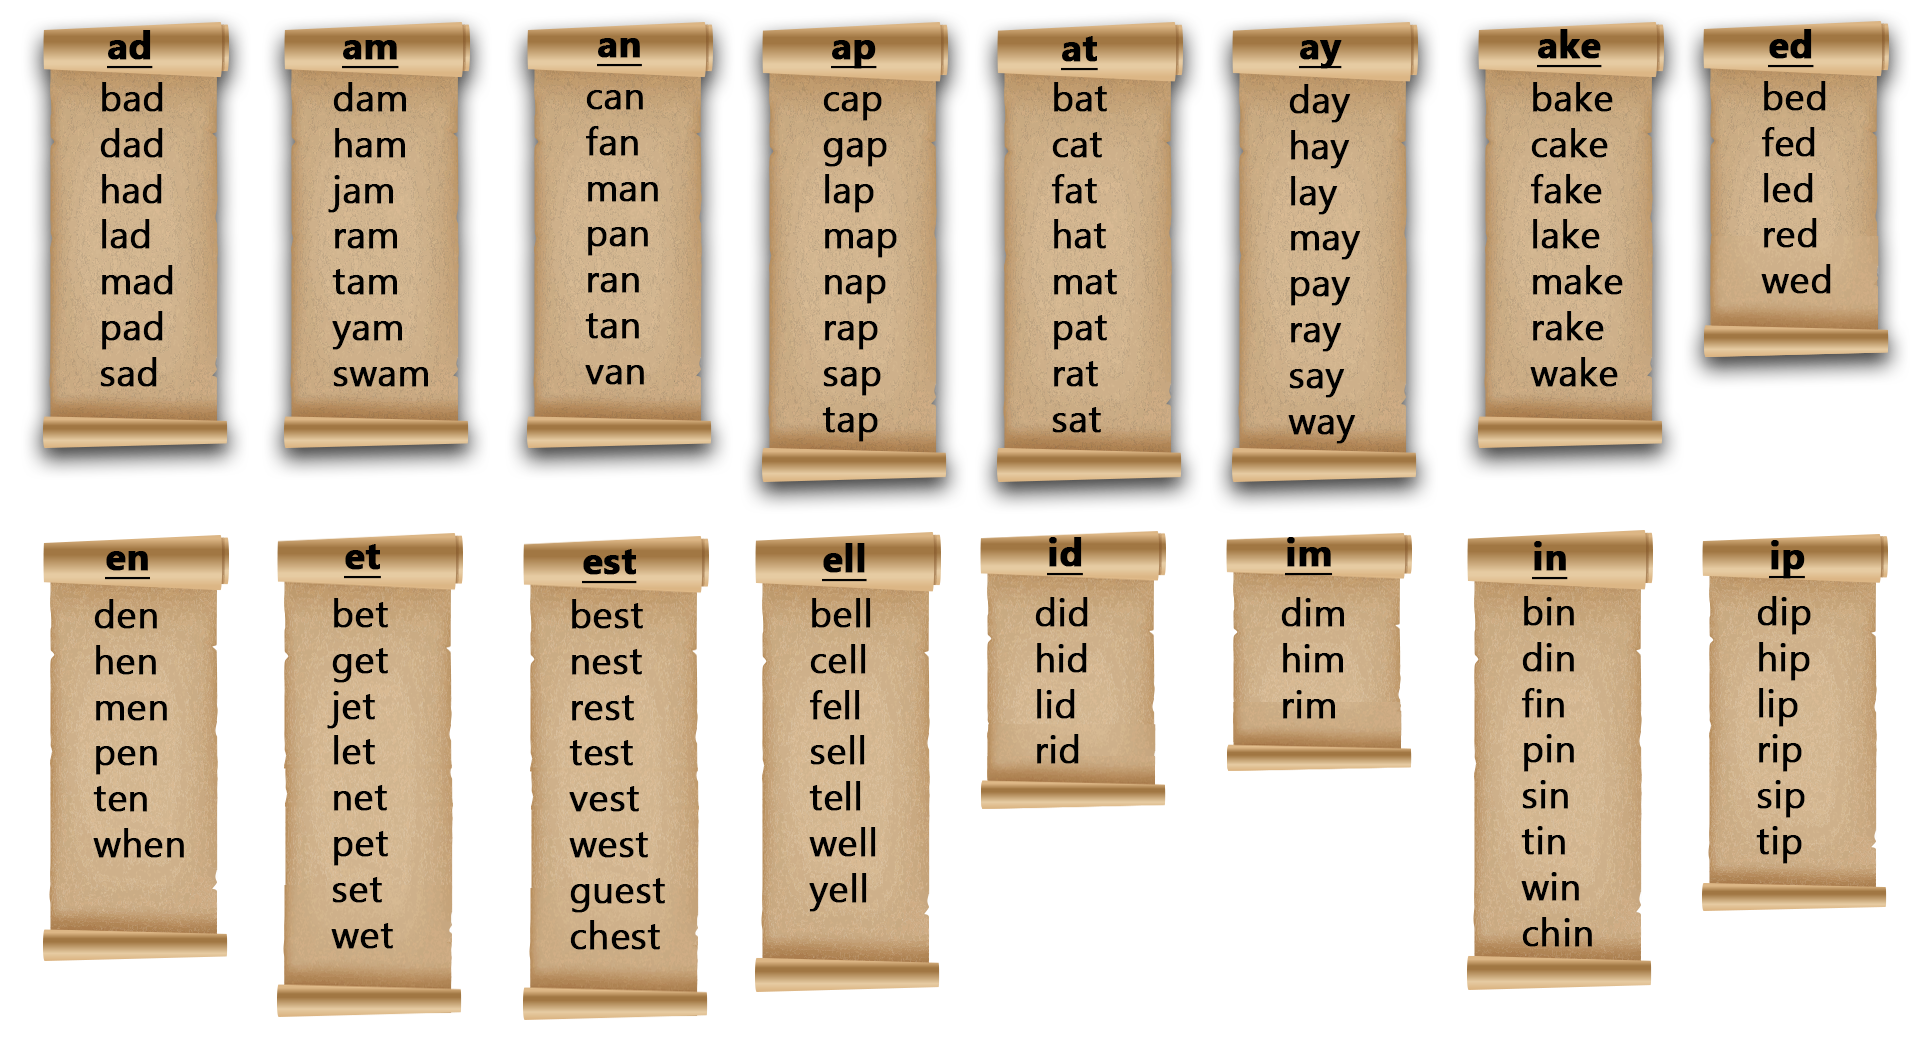 ad
bad
dad
had
lad
mad
pad
sad
am
dam
ham
jam
ram
tam
yam
swam
an
can
fan
man
pan
ran
tan
van
ap
cap
gap
lap
map
nap
rap
sap
tap
at
bat
cat
fat
hat
mat
pat
rat
sat
ay
day
hay
lay
may
pay
ray
say
way
ake
bake
cake
fake
lake
make
rake
wake
ed
bed
fed
led
red
wed
en
den
hen
men
pen
ten
when
et
bet
get
jet
let
net
pet
set
wet
est
best
nest
rest
test
vest
west
guest
chest
ell
bell
cell
fell
sell
tell
well
yell
id
did
hid
lid
rid
im
dim
him
rim
in
bin
din
fin
pin
sin
tin
win
chin
ip
dip
hip
lip
rip
sip
tip